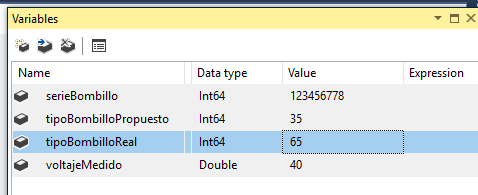 Variables
Name Data type Value Expression
serieBombillo Int64 123456778
tipoBombilloPropuesto Int64 35
tipoBombilloReal Int64 65
voltajeMedido Double 40